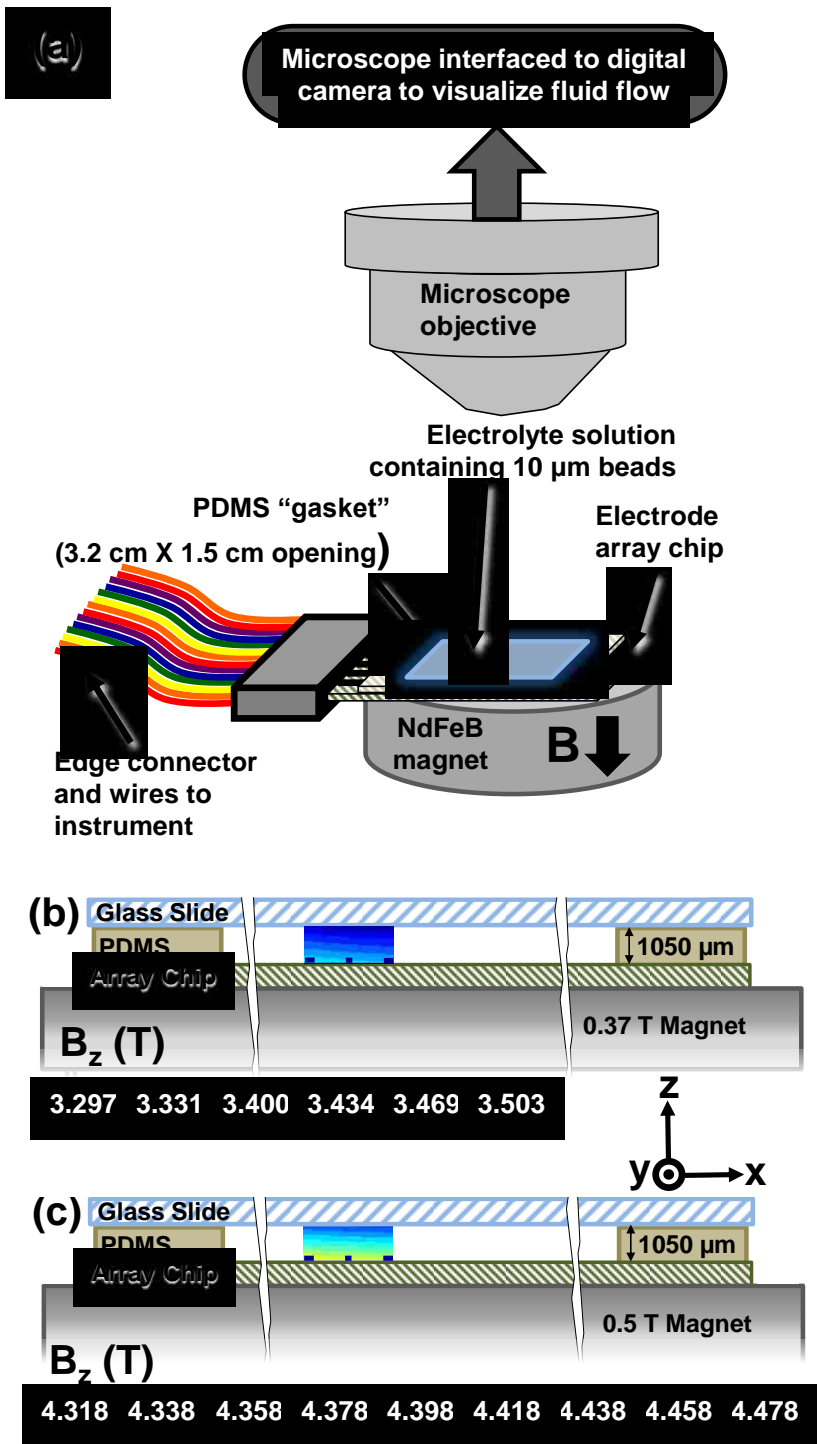 (a)
Microscope interfaced to digital
camera to visualize fluid flow
Microscope
objective
Electrolyte solution
containing 10 µm beads
PDMS “gasket”
(3.2 cm X 1.5 cm opening)
Electrode
array chip
NdFeB
magnet
B
Edge connector
and wires to
instrument
(b)
Glass Slide
PDMS
1050 µm
Array Chip
0.37 T Magnet
Bz (T)
3.297 3.331 3.400 3.434 3.469 3.503
z
y x
(c)
Glass Slide
PDMS
1050 µm
Array Chip
0.5 T Magnet
Bz (T)
4.318 4.338 4.358 4.378 4.398 4.418 4.438 4.458 4.478